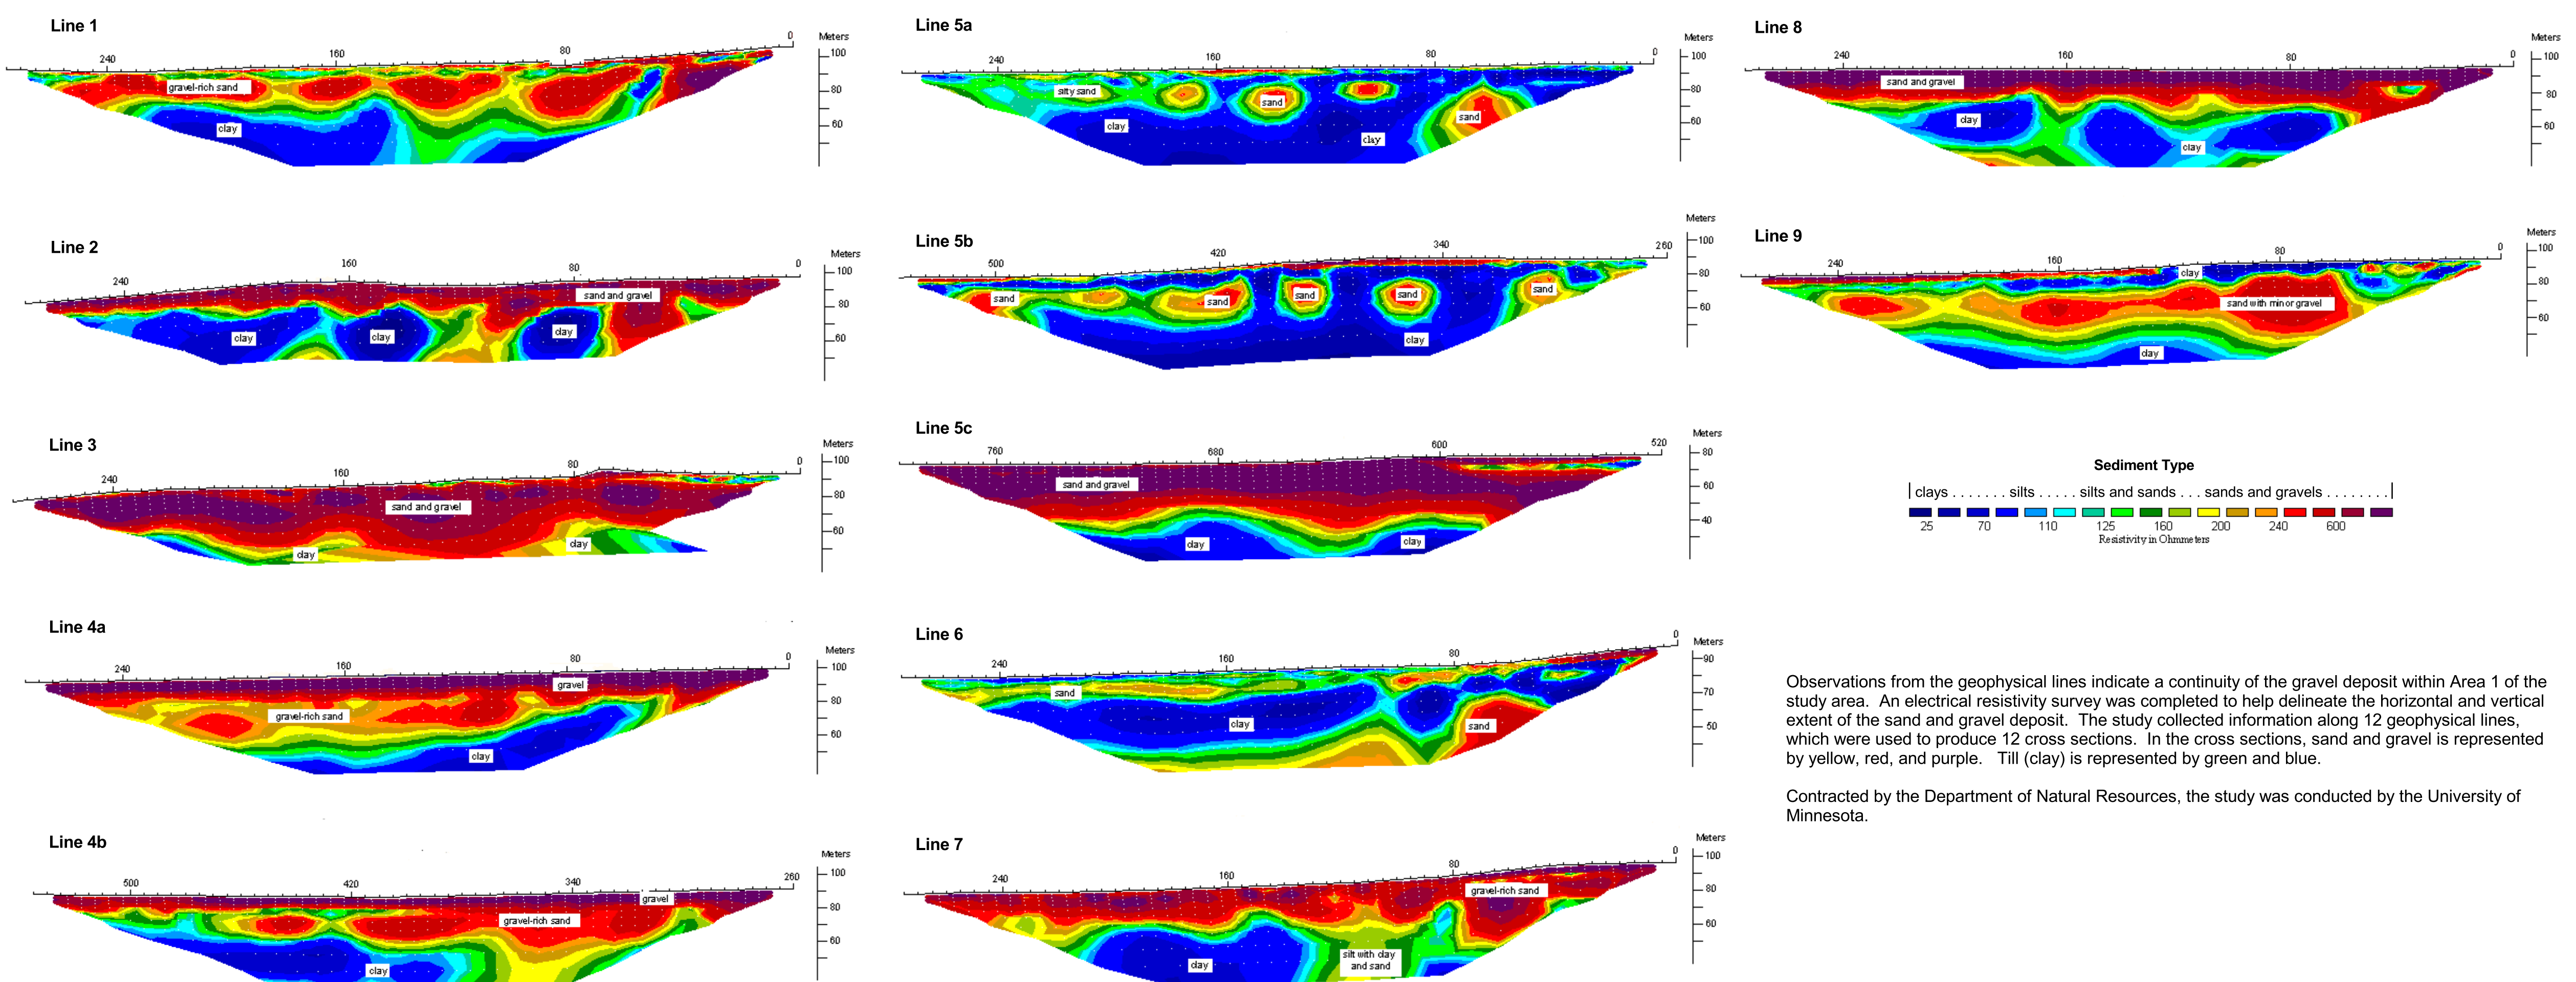 Line 1
0
Meters
80
160
240
100
80
60
gravel-rich sand
clay
Line 2
0
Meters
80
160
240
100
80
60
sand and gravel
clay
clay
clay
Line 3
Meters
0
80
160
240
100
80
60
sand and gravel
clay
clay
Line 4a
Meters
0
80
160
240
100
80
60
gravel
gravel-rich sand
clay
Line 4b
Meters
260
340
420
500
100
80
60
gravel
gravel-rich sand
clay
Line 5a
Meters
0
80
160
240
100
80
60
silty sand
sand
sand
clay
clay
Line 5b
Meters
260
340
420
500
100
80
60
sand
sand
sand
sand
sand
clay
Line 5c
Meters
520
600
680
760
80
60
40
sand and gravel
clay
clay
Line 6
0
Meters
80
160
240
90
70
50
sand
clay
sand
Line 7
Meters
0
80
160
240
100
80
60
gravel-rich sand
clay
silt with clay
and sand
Line 8
Meters
0
80
160
240
100
80
60
sand and gravel
clay
clay
Line 9
Meters
0
80
160
240
100
80
60
clay
sand with minor gravel
clay
Sediment Type
| clays . . . . . . . silts . . . . . silts and sands . . . sands and gravels . . . . . . . . |
25 70 110 125 160 200 240 600
Resistivity in Ohmmeters
Observations from the geophysical lines indicate a continuity of the gravel deposit within Area 1 of the
study area. An electrical resistivity survey was completed to help delineate the horizontal and vertical
extent of the sand and gravel deposit. The study collected information along 12 geophysical lines,
which were used to produce 12 cross sections. In the cross sections, sand and gravel is represented
by yellow, red, and purple. Till (clay) is represented by green and blue.
Contracted by the Department of Natural Resources, the study was conducted by the University of
Minnesota.